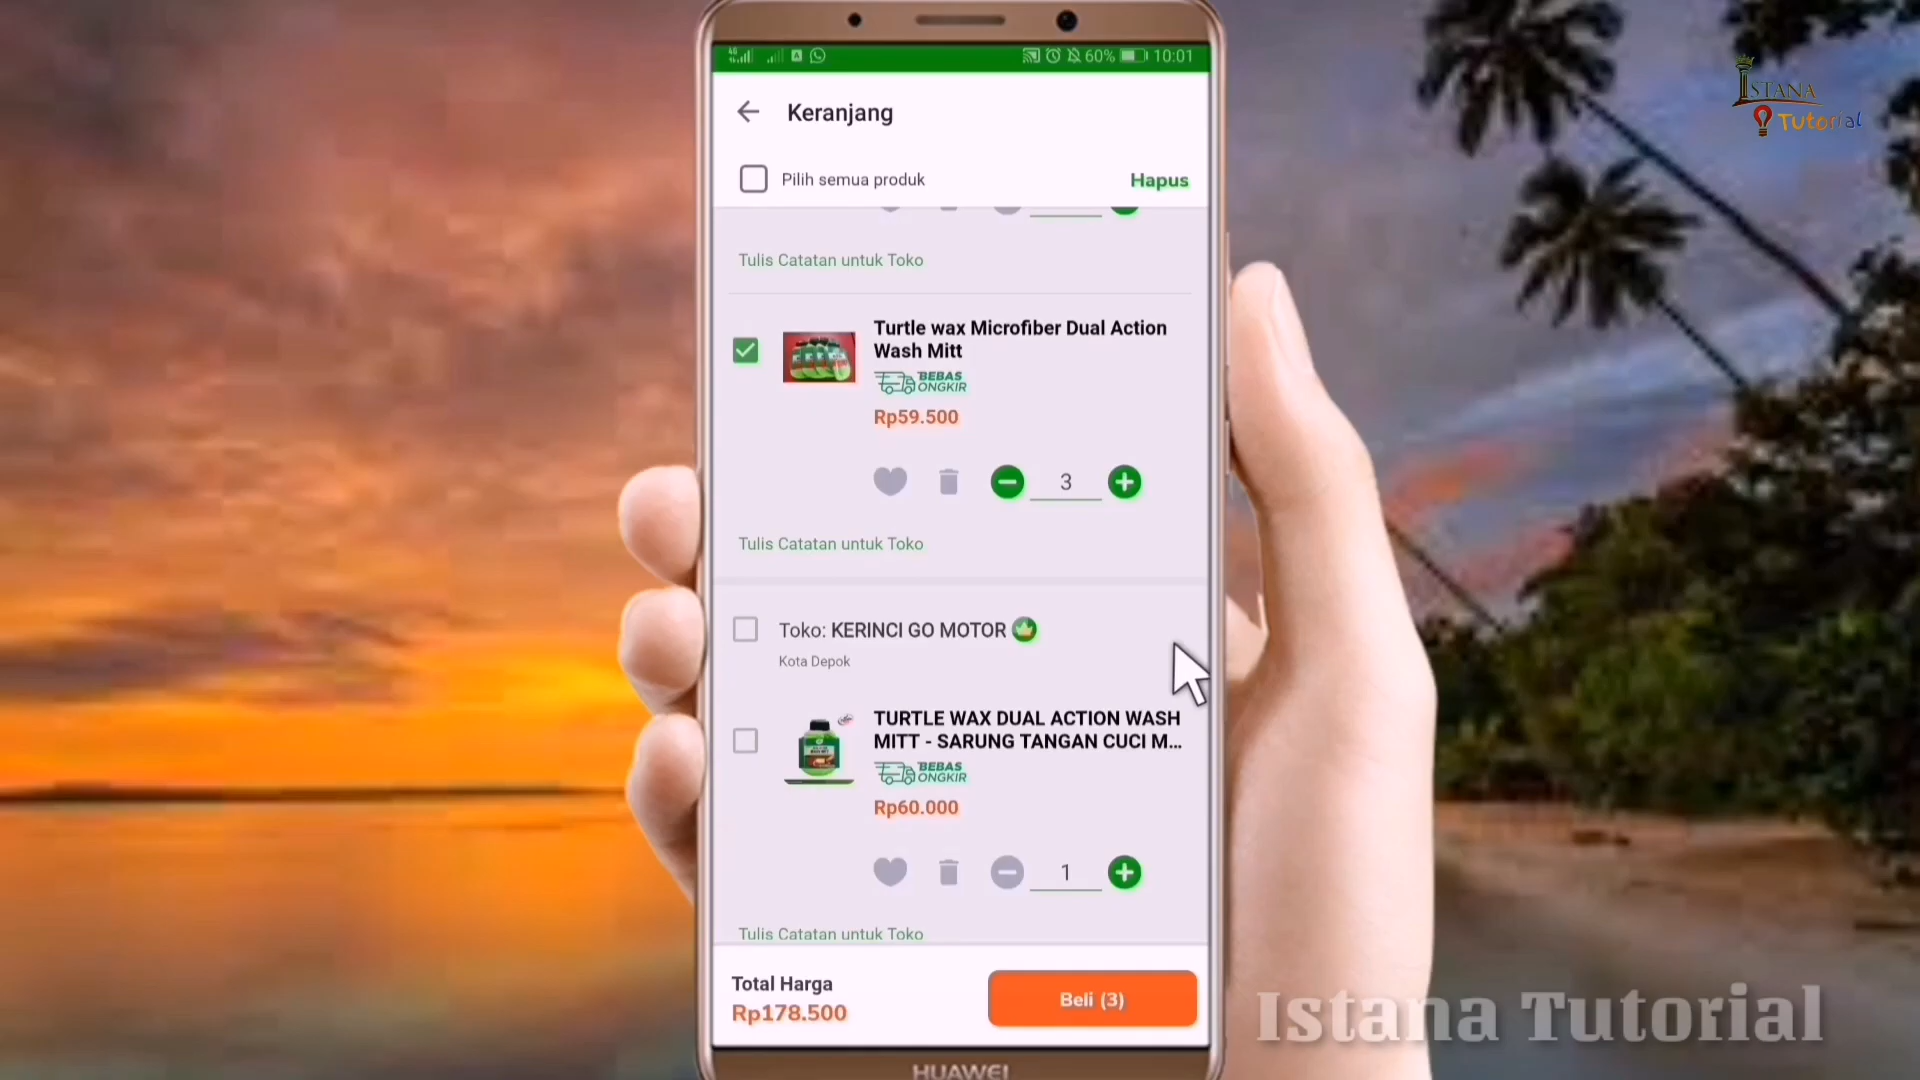 4G
60%
10:01
ISTANA
Tutorial
Keranjang
Pilih semua produk
Hapus
Tulis Catatan untuk Toko
Turtle wax Microfiber Dual Action
Wash Mitt
BEBAS
ONGKIR
Rp59.500
3
Tulis Catatan untuk Toko
Toko: KERINCI GO MOTOR
Kota Depok
TURTLE WAX DUAL ACTION WASH
MITT - SARUNG TANGAN CUCI M...
BEBAS
ONGKIR
Rp60.000
1
Tulis Catatan untuk Toko
Total Harga
Rp178.500
Beli (3)
Istana Tutorial
HUAWEI